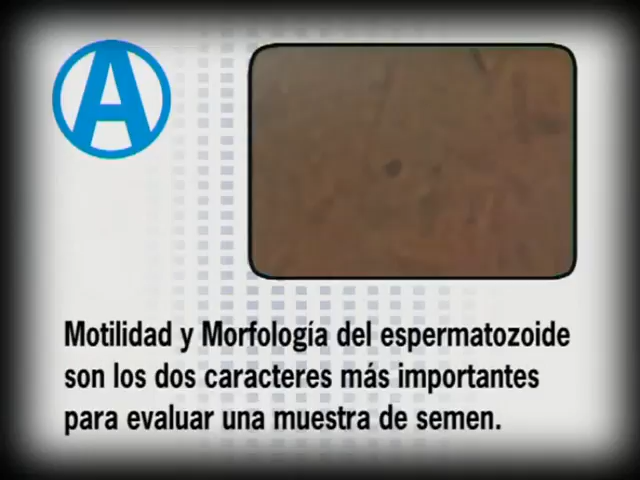 A
Motilidad y Morfología del espermatozoide
son los dos caracteres más importantes
para evaluar una muestra de semen.